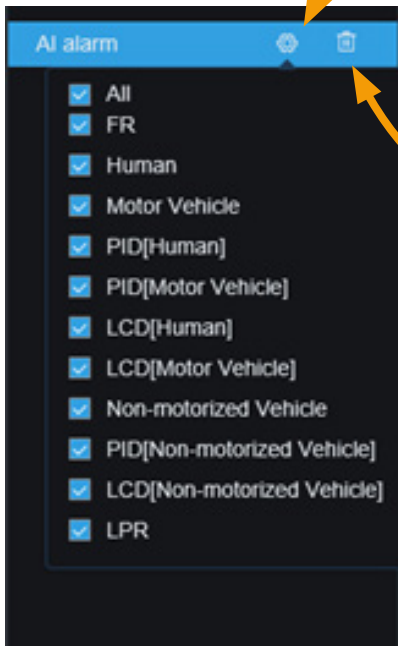 AI alarm
All
FR
Human
Motor Vehicle
PID[Human]
PID[Motor Vehicle]
LCD[Human]
LCD[Motor Vehicle]
Non-motorized Vehicle
PID[Non-motorized Vehicle]
LCD[Non-motorized Vehicle]
LPR